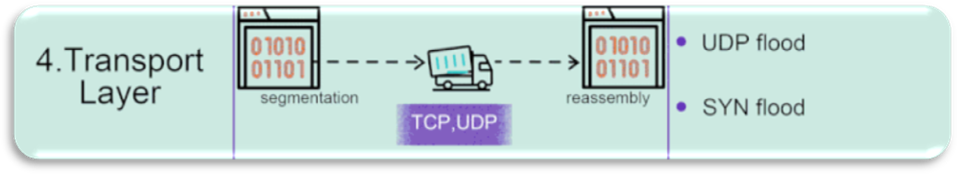 4.Transport
Layer
01010
01101
segmentation
TCP,UDP
01010
01101
reassembly
• UDP flood
• SYN flood